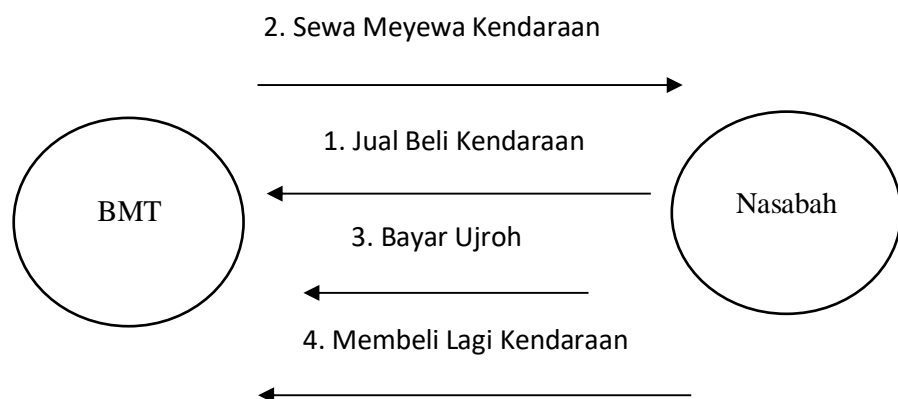 2. Sewa Meyewa Kendaraan
1. Jual Beli Kendaraan
BMT
Nasabah
3. Bayar Ujroh
4. Membeli Lagi Kendaraan